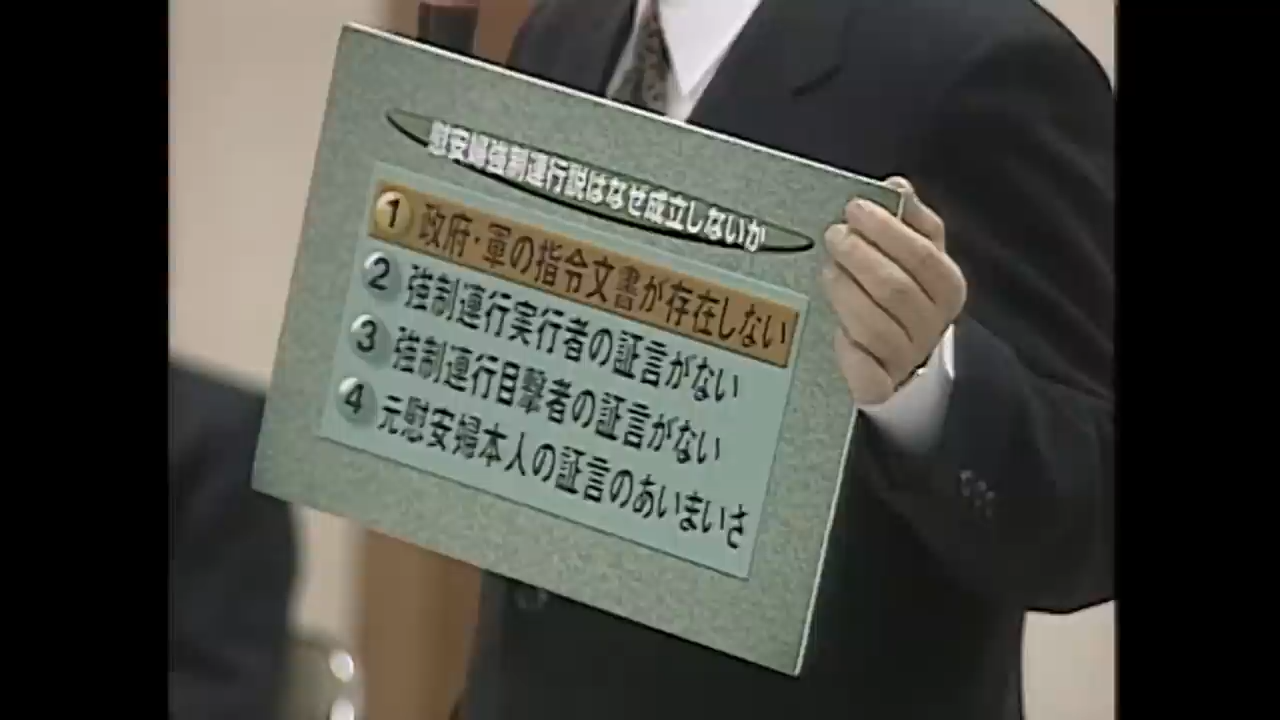 慰安婦強制連行説はなぜ成立しないか
1 政府・軍の指令文書が存在しない
2 強制連行実行者の証言がない
3 強制連行目撃者の証言がない
4 元慰安婦本人の証言のあいまいさ